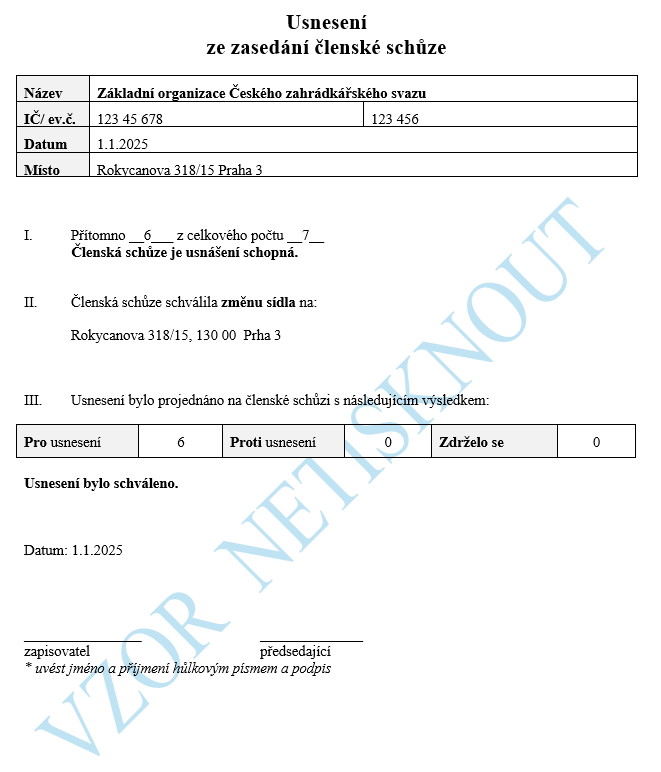 Usnesení
ze zasedání členské schůze
Název Základní organizace Českého zahrádkářského svazu
IČ/ ev.č. 123 45 678 123 456
Datum 1.1.2025
Místo Rokycanova 318/15 Praha 3
I. Přítomno __6___ z celkového počtu __7__
Členská schůze je usnášení schopná.
II. Členská schůze schválila změnu sídla na:
Rokycanova 318/15, 130 00 Prha 3
III. Usnesení bylo projednáno na členské schůzi s následujícím výsledkem:
Pro usnesení 6 Proti usnesení 0 Zdrželo se 0
Usnesení bylo schváleno.
Datum: 1.1.2025
zapisovatel předsedající
* uvést jméno a příjmení hůlkovým písmem a podpis
VZOR NETISKNOUT